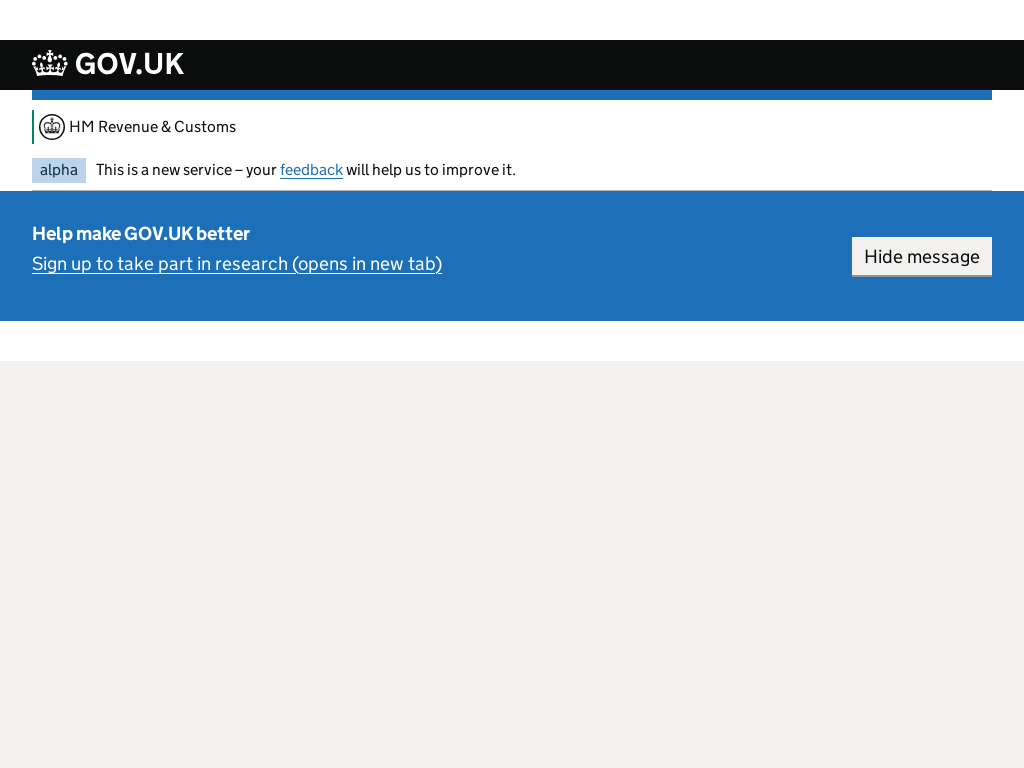 GOV.UK
HM Revenue & Customs
alpha This is a new service – your feedback will help us to improve it.
Help make GOV.UK better
Sign up to take part in research (opens in new tab)
Hide message